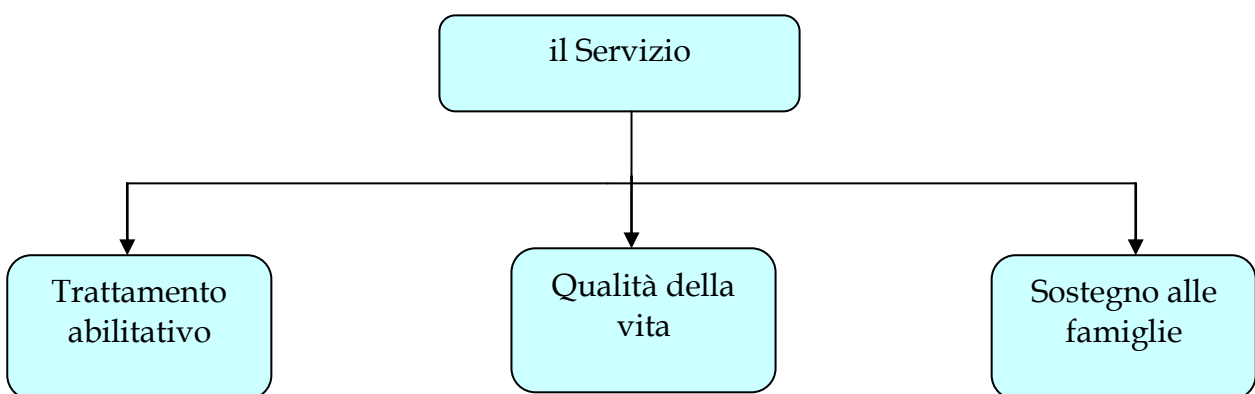 il Servizio
Trattamento
abilitativo
Qualità della
vita
Sostegno alle
famiglie